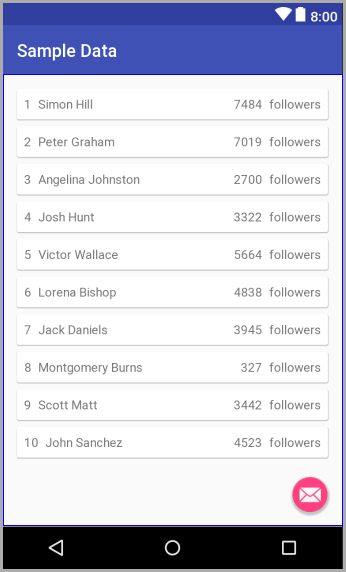 8:00
Sample Data
1 Simon Hill 7484 followers
2 Peter Graham 7019 followers
3 Angelina Johnston 2700 followers
4 Josh Hunt 3322 followers
5 Victor Wallace 5664 followers
6 Lorena Bishop 4838 followers
7 Jack Daniels 3945 followers
8 Montgomery Burns 327 followers
9 Scott Matt 3442 followers
10 John Sanchez 4523 followers